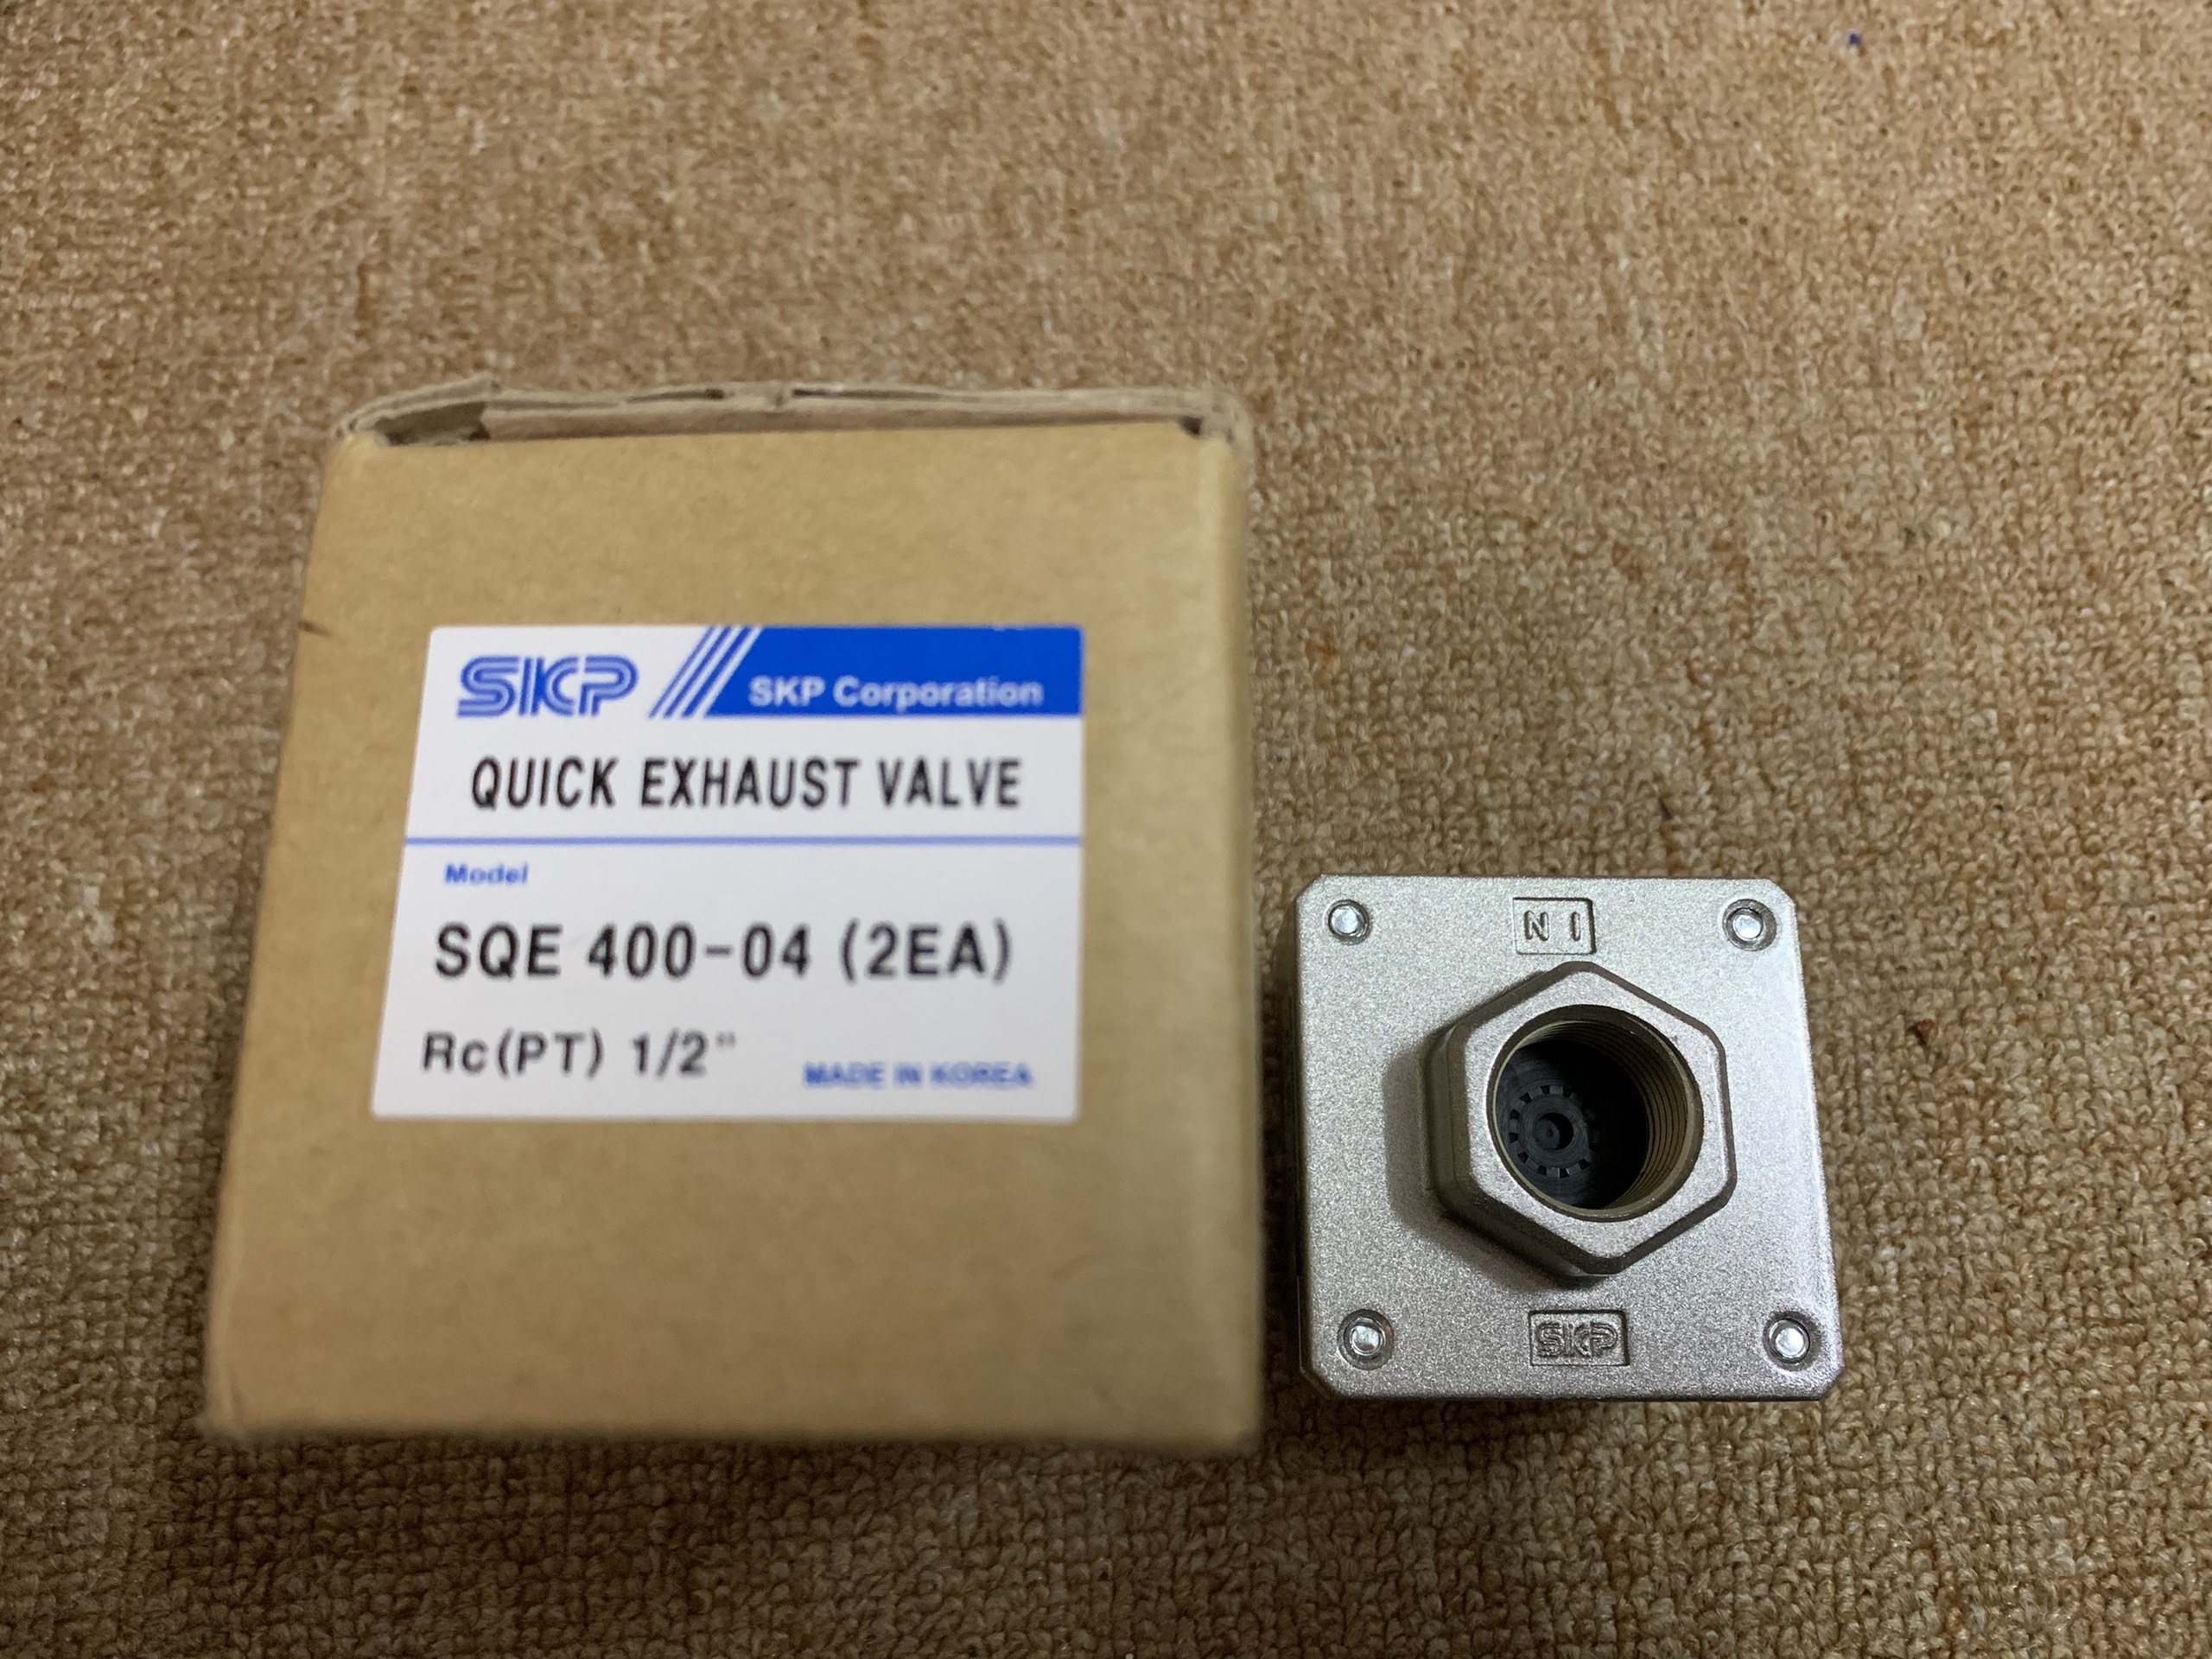 SKP
SKP Corporation
QUICK EXHAUST VALVE
Model
SQE 400-04 (2EA)
Rc(PT) 1/2"
MADE IN KOREA
IN
SKP